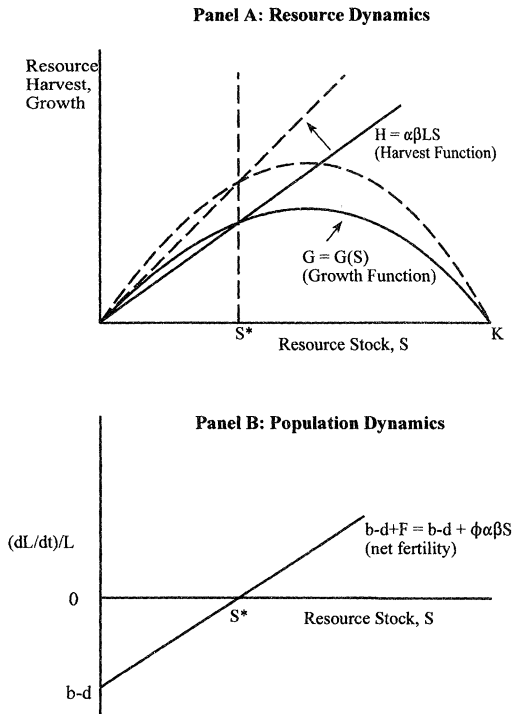 Panel A: Resource Dynamics
Resource
Harvest,
Growth
H = αβLS
(Harvest Function)
G = G(S)
(Growth Function)
S*
K
Resource Stock, S
Panel B: Population Dynamics
b-d+F = b-d + ϕαβS
(net fertility)
(dL/dt)/L
0
S*
Resource Stock, S
b-d